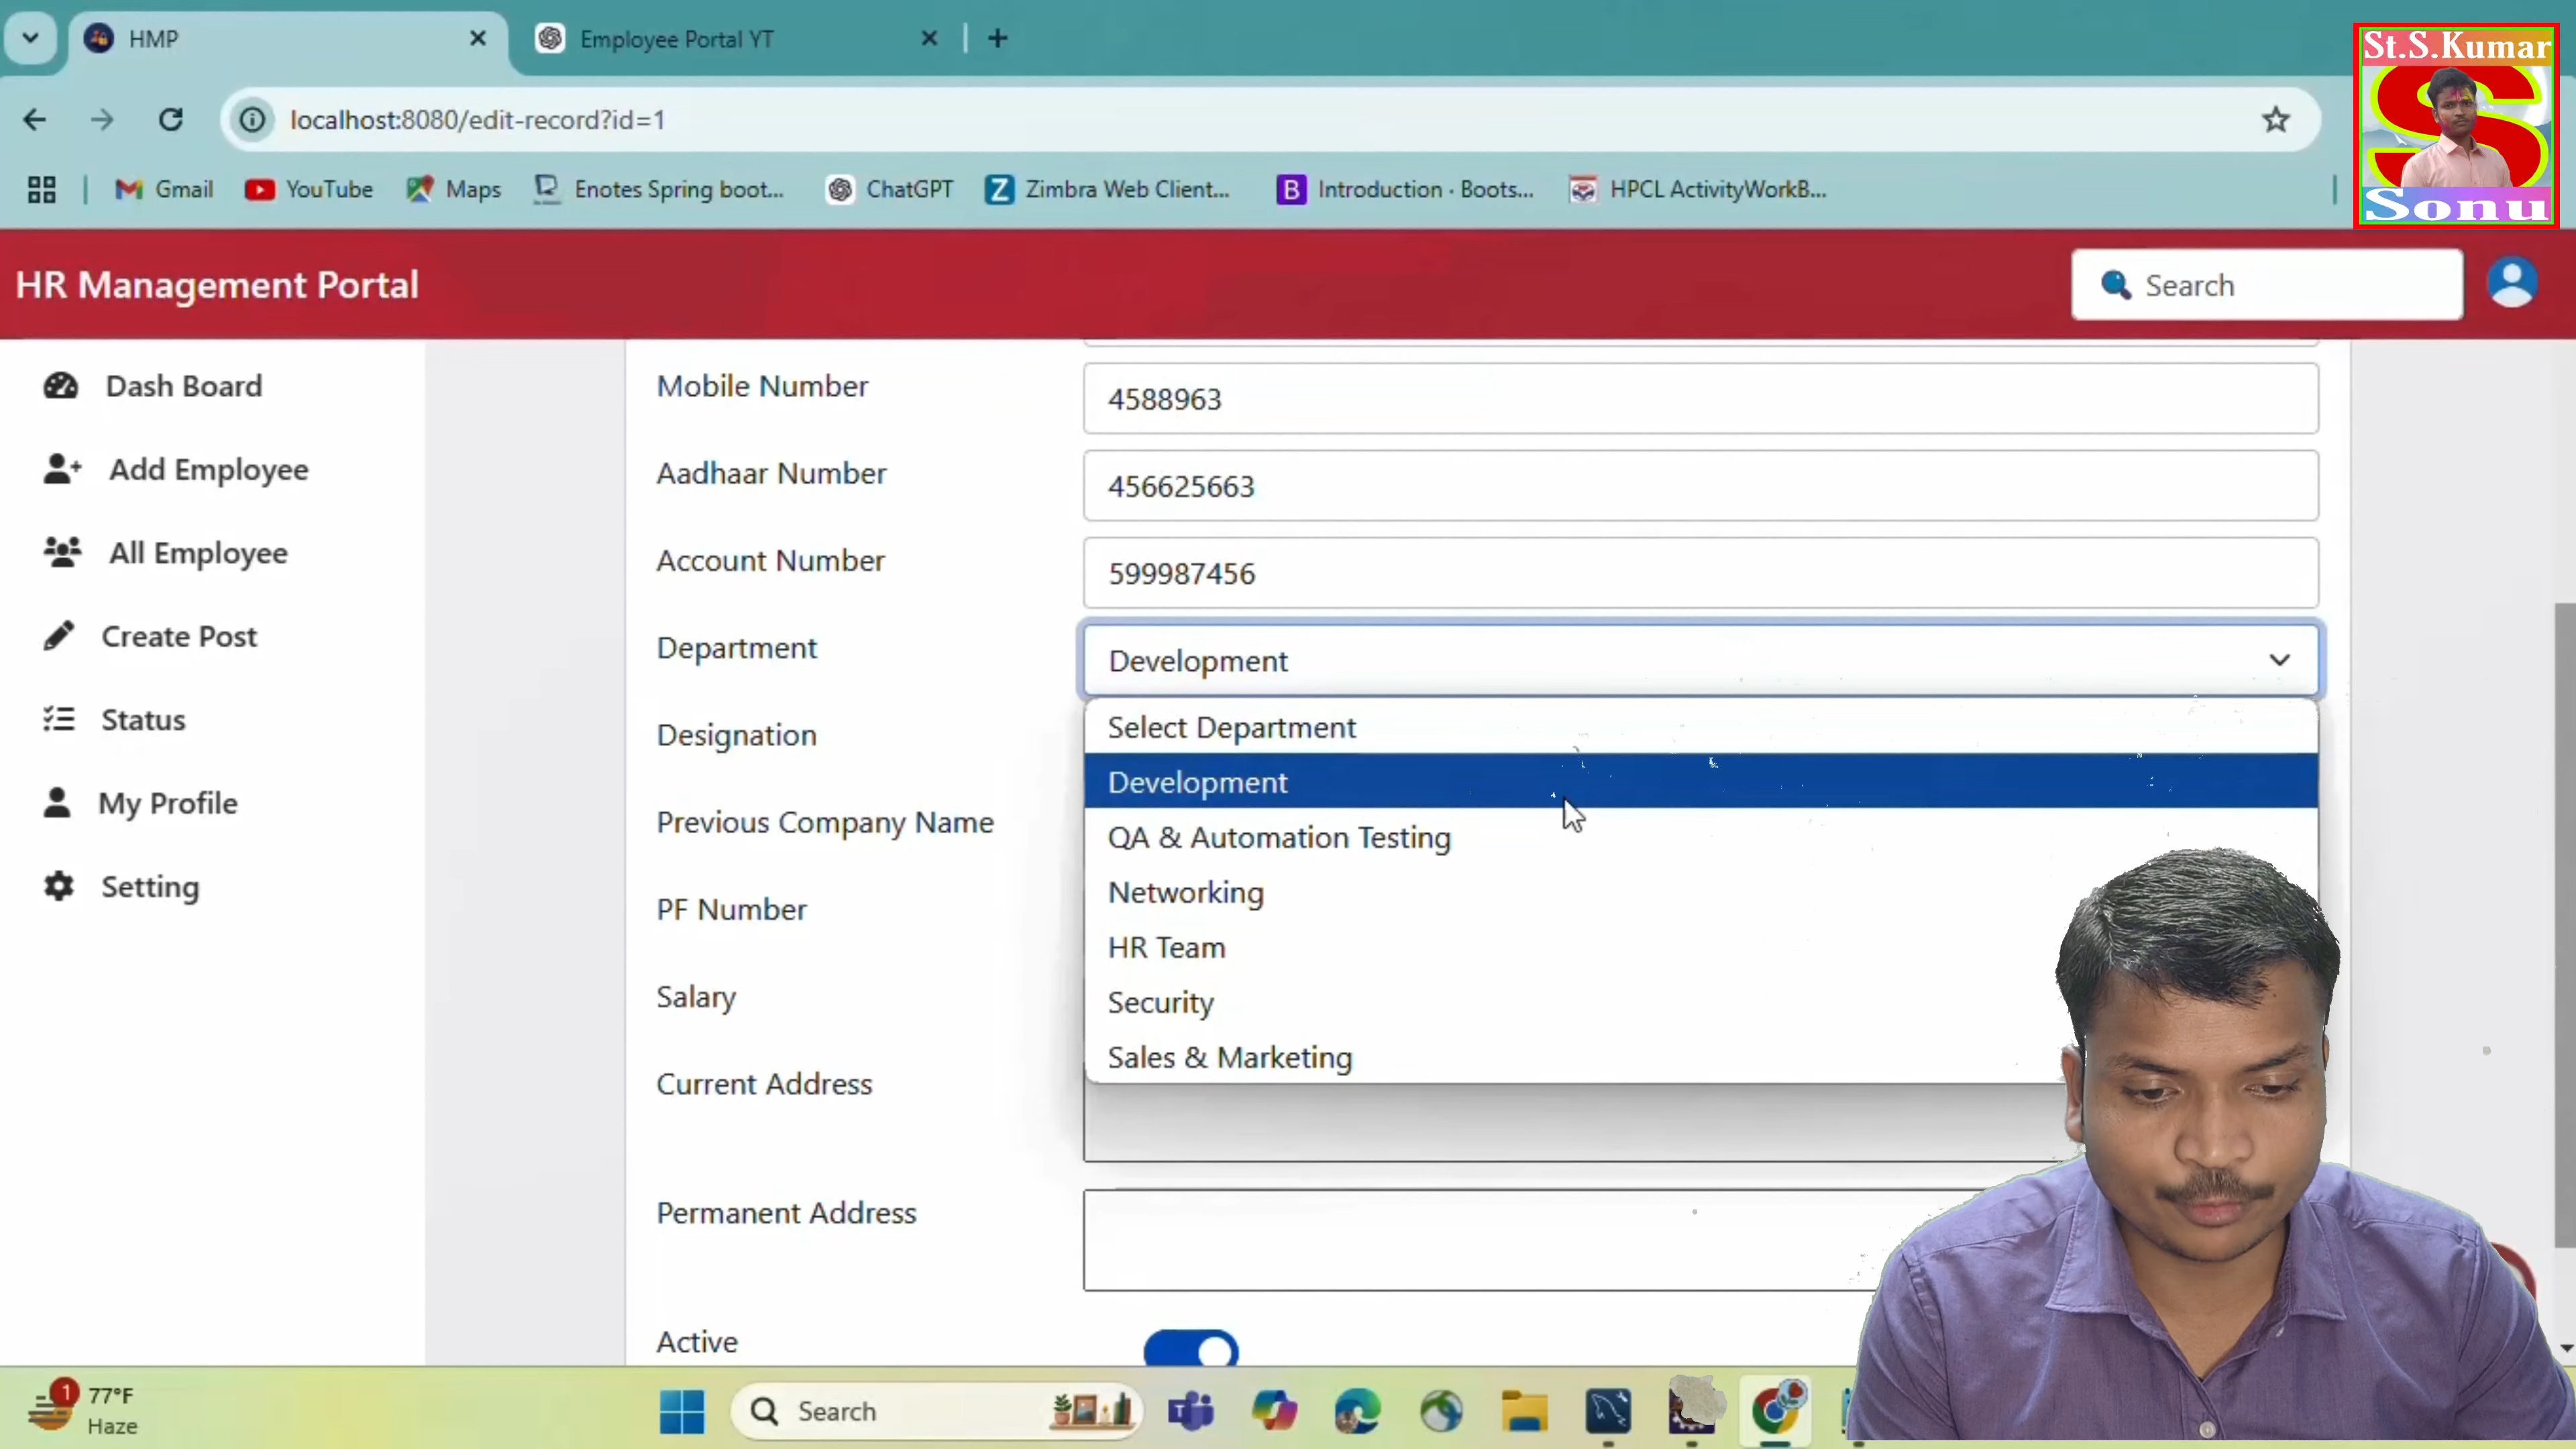 HMP
Employee Portal YT
St.S.Kumar
localhost:8080/edit-record?id=1
Gmail
YouTube
Maps
Enotes Spring boot...
ChatGPT
Zimbra Web Client...
Introduction · Boots...
HPCL ActivityWorkB...
Sonu
HR Management Portal
Search
Dash Board
Add Employee
All Employee
Create Post
Status
My Profile
Setting
Mobile Number
4588963
Aadhaar Number
456625663
Account Number
599987456
Department
Development
Select Department
Development
QA & Automation Testing
Networking
HR Team
Security
Sales & Marketing
Designation
Previous Company Name
PF Number
Salary
Current Address
Permanent Address
Active
1
77°F
Haze
Search